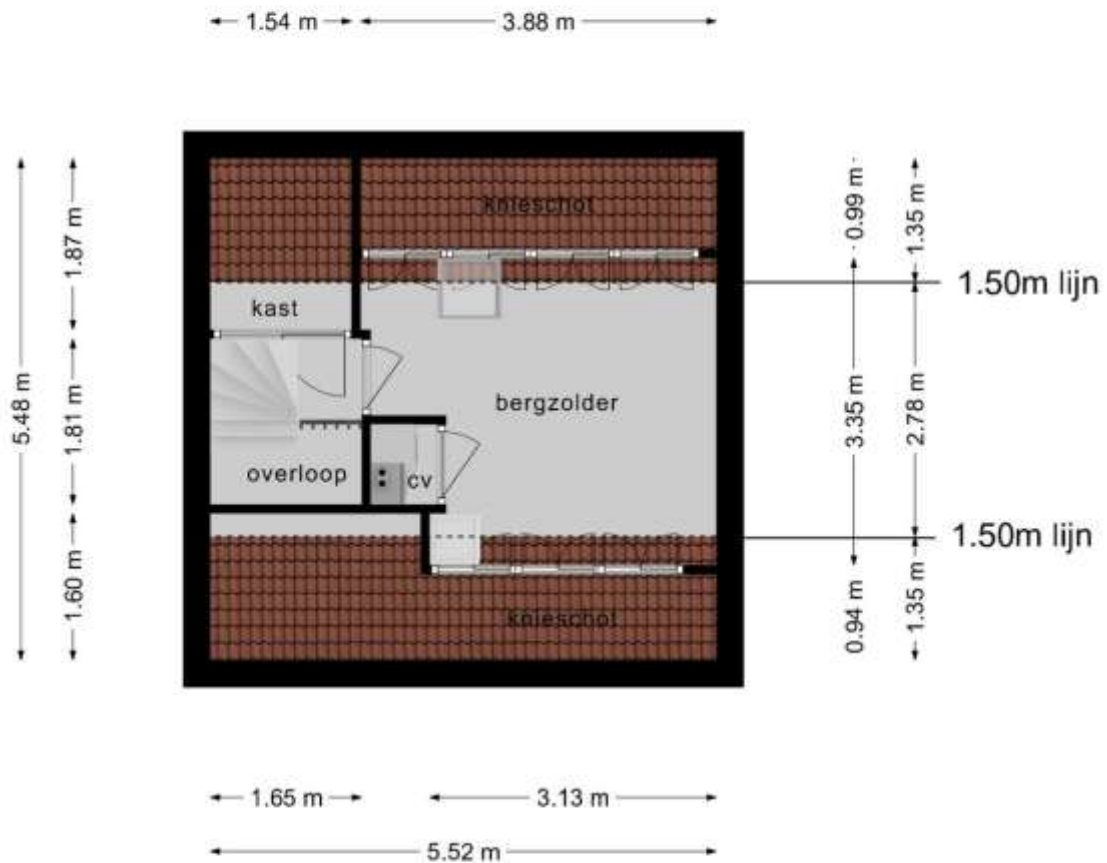 1.54 m
3.88 m
knieschot
0.99 m
1.35 m
1.87 m
1.50m lijn
kast
5.48 m
1.81 m
bergzolder
3.35 m
2.78 m
overloop
cv
1.50m lijn
1.60 m
knieschot
0.94 m
1.35 m
1.65 m
3.13 m
5.52 m